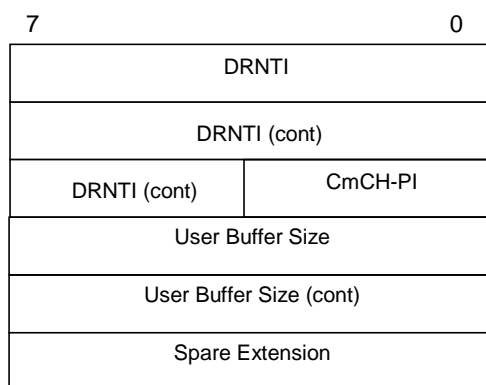 7 0
DRNTI
DRNTI (cont)
DRNTI (cont) CmCH-PI
User Buffer Size
User Buffer Size (cont)
Spare Extension